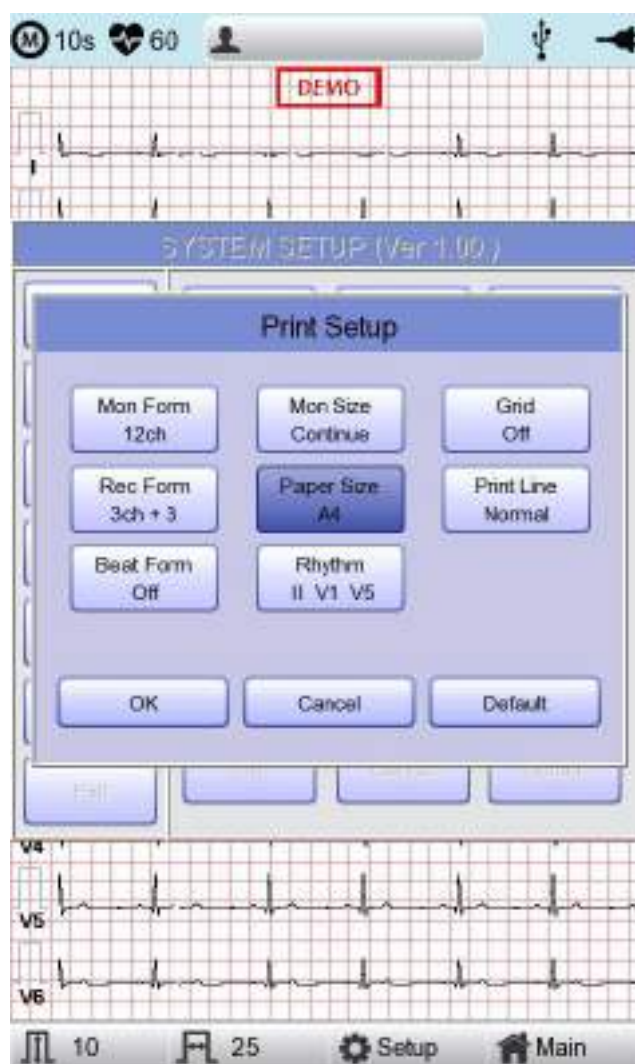 M 10s 60
DEMO
I
SYSTEM SETUP (Ver 1.00 )
Print Setup
Mon Form
12ch
Mon Size
Continue
Grid
Off
Rec Form
3ch + 3
Paper Size
A4
Print Line
Normal
Beat Form
Off
Rhythm
II V1 V5
OK
Cancel
Default
V4
V5
V6
10
25
Setup
Main